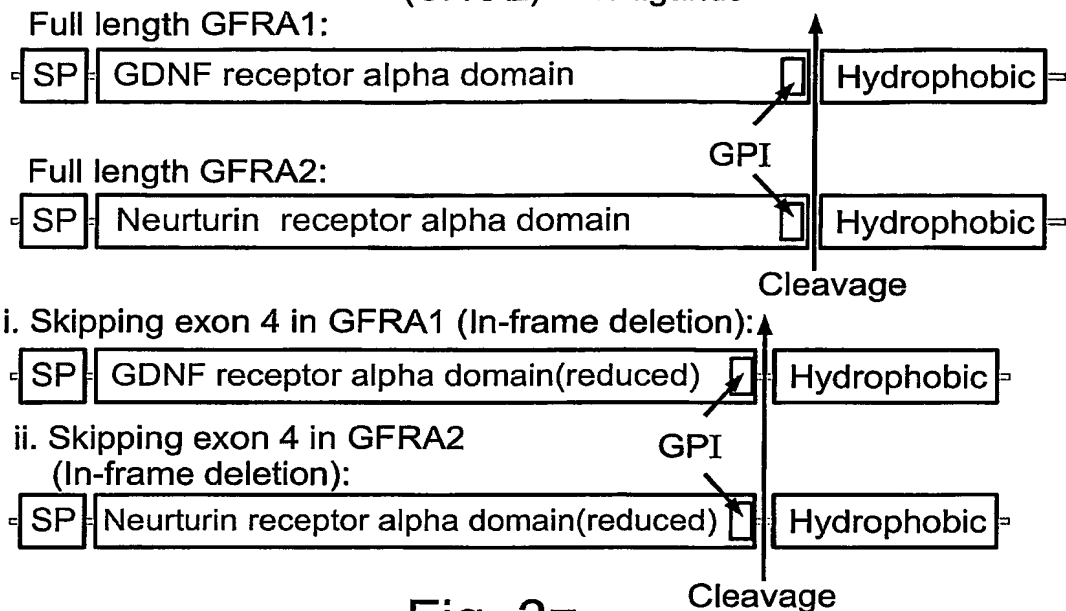 Full length GFRA1:
SP GDNF receptor alpha domain Hydrophobic
GPI
Full length GFRA2:
SP Neurturin receptor alpha domain Hydrophobic
Cleavage
i. Skipping exon 4 in GFRA1 (In-frame deletion):
SP GDNF receptor alpha domain(reduced) Hydrophobic
ii. Skipping exon 4 in GFRA2
GPI
(In-frame deletion):
SP Neurturin receptor alpha domain(reduced) Hydrophobic
Cleavage